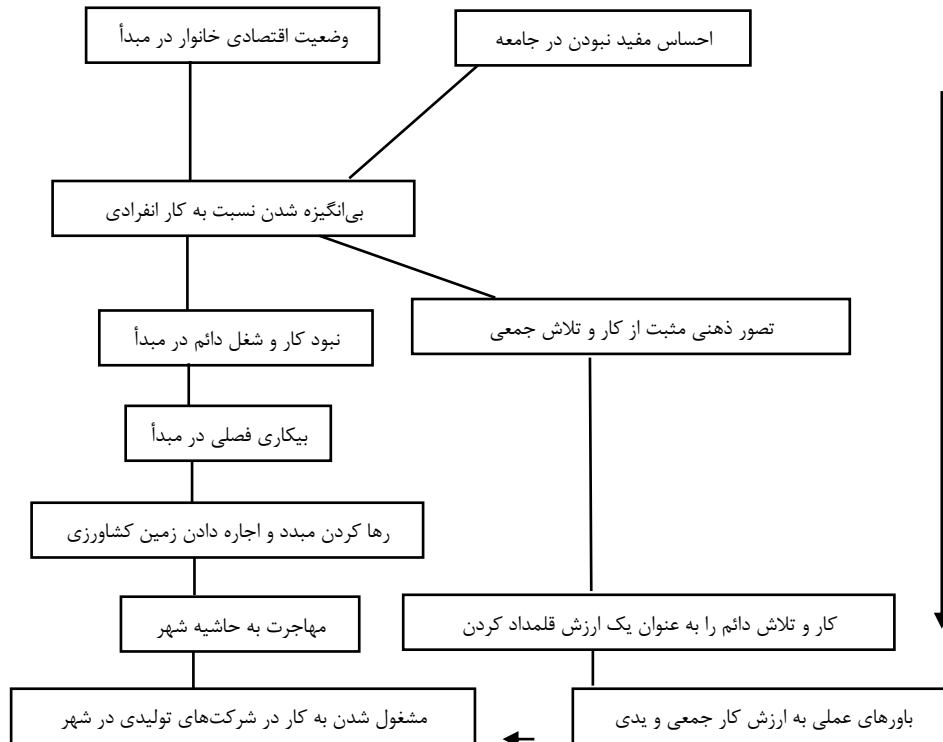 احساس مفید نبودن در جامعه
وضعیت اقتصادی خانوار در مبدأ
بی‌انگیزه شدن نسبت به کار انفرادی
تصور ذهنی مثبت از کار و تلاش جمعی
نبود کار و شغل دائم در مبدأ
بیکاری فصلی در مبدأ
رها کردن مبدد و اجاره دادن زمین کشاورزی
کار و تلاش دائم را به عنوان یک ارزش قلمداد کردن
مهاجرت به حاشیه شهر
باورهای عملی به ارزش کار جمعی و یدی
مشغول شدن به کار در شرکت‌های تولیدی در شهر